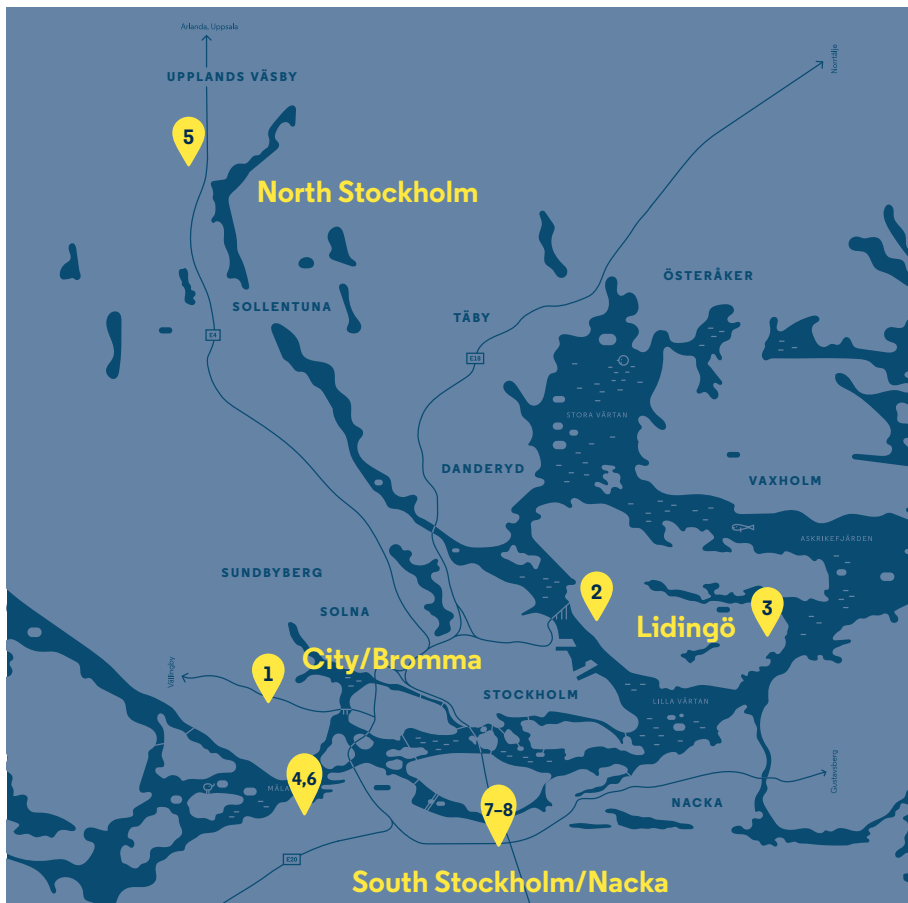 Arlanda, Uppsala
Norrtälje
UPPLANDS VÄSBY
5
North Stockholm
ÖSTERÅKER
SOLLENTUNA
TÄBY
E4
E18
STORA VÄRTAN
DANDERYD
VAXHOLM
ASKRIKEFJÄRDEN
SUNDBYBERG
2
SOLNA
3
Lidingö
City/Bromma
1
Vällingby
STOCKHOLM
LILLA VÄRTAN
Gustavsberg
4,6
7–8
NACKA
E20
South Stockholm/Nacka